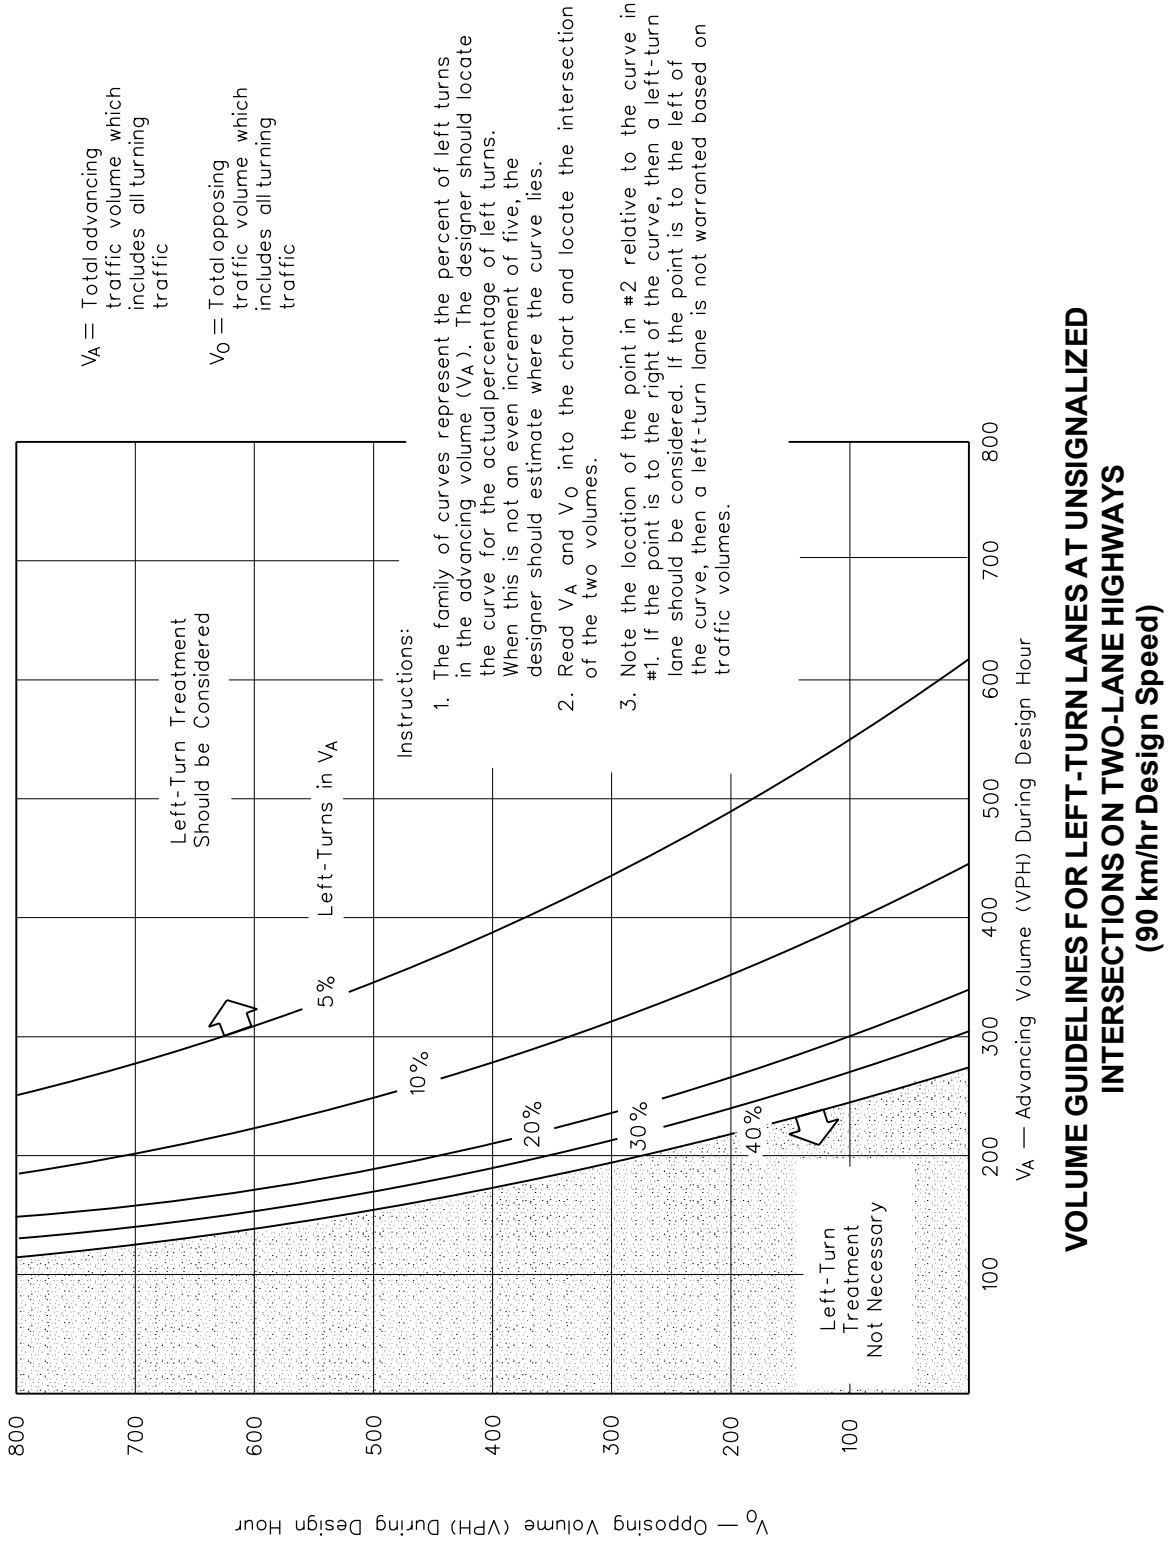 V_A = Total advancing
traffic volume which
includes all turning
traffic
V_O = Total opposing
traffic volume which
includes all turning
traffic
Left-Turn Treatment
Should be Considered
Left-Turns in V_A
5%
10%
20%
30%
40%
Left-Turn
Treatment
Not Necessary
Instructions:
1. The family of curves represent the percent of left turns
in the advancing volume (V_A). The designer should locate
the curve for the actual percentage of left turns.
When this is not an even increment of five, the
designer should estimate where the curve lies.
2. Read V_A and V_O into the chart and locate the intersection
of the two volumes.
3. Note the location of the point in #2 relative to the curve in
#1. If the point is to the right of the curve, then a left-turn
lane should be considered. If the point is to the left of
the curve, then a left-turn lane is not warranted based on
traffic volumes.
800
700
600
500
400
300
200
100
V_O — Opposing Volume (VPH) During Design Hour
100
200
300
400
500
600
700
800
V_A — Advancing Volume (VPH) During Design Hour
VOLUME GUIDELINES FOR LEFT-TURN LANES AT UNSIGNALIZED
INTERSECTIONS ON TWO-LANE HIGHWAYS
(90 km/hr Design Speed)